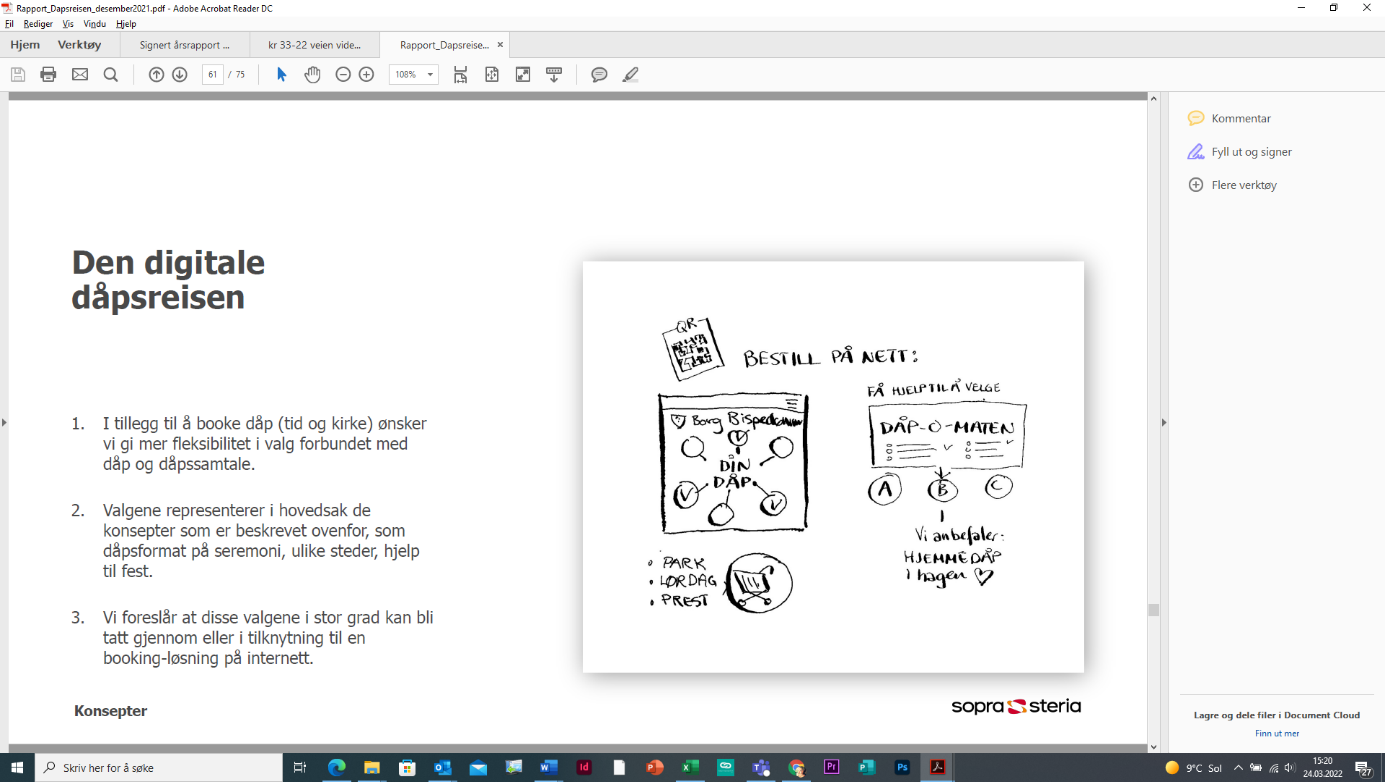 Rapport_Dapsreisen_desember2021.pdf - Adobe Acrobat Reader DC
Fil Rediger Vis Vindu Hjelp
Hjem Verktøy Signert årsrapport ... kr 33-22 veien vide... Rapport_Dapsreise... ×
61 / 75 108%
Den digitale
dåpsreisen
1. I tillegg til å booke dåp (tid og kirke) ønsker
vi gi mer fleksibilitet i valg forbundet med
dåp og dåpssamtale.
2. Valgene representerer i hovedsak de
konsepter som er beskrevet ovenfor, som
dåpsformat på seremoni, ulike steder, hjelp
til fest.
3. Vi foreslår at disse valgene i stor grad kan bli
tatt gjennom eller i tilknytning til en
booking-løsning på internett.
Konsepter
QR
BESTILL PÅ NETT:
Borg Bispedømme
DIN
DÅP
• PARK
• LØRDAG
• PREST
FÅ HJELP TIL Å VELGE
DÅP-O-MATEN
A B C
Vi anbefaler:
HJEMMEDÅP
i hagen ♡
sopra steria
Kommentar
Fyll ut og signer
Flere verktøy
Lagre og dele filer i Document Cloud
Finn ut mer
Skriv her for å søke
9°C Sol
15:20
24.03.2022
27